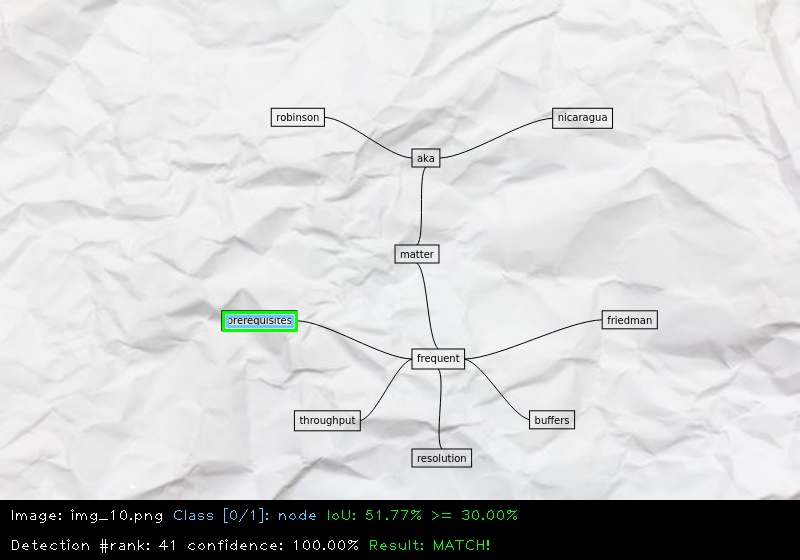 robinson
nicaragua
aka
matter
prerequisites
friedman
frequent
throughput
buffers
resolution
Image: img_10.png Class [0/1]: node IoU: 51.77% >= 30.00%
Detection #rank: 41 confidence: 100.00% Result: MATCH!